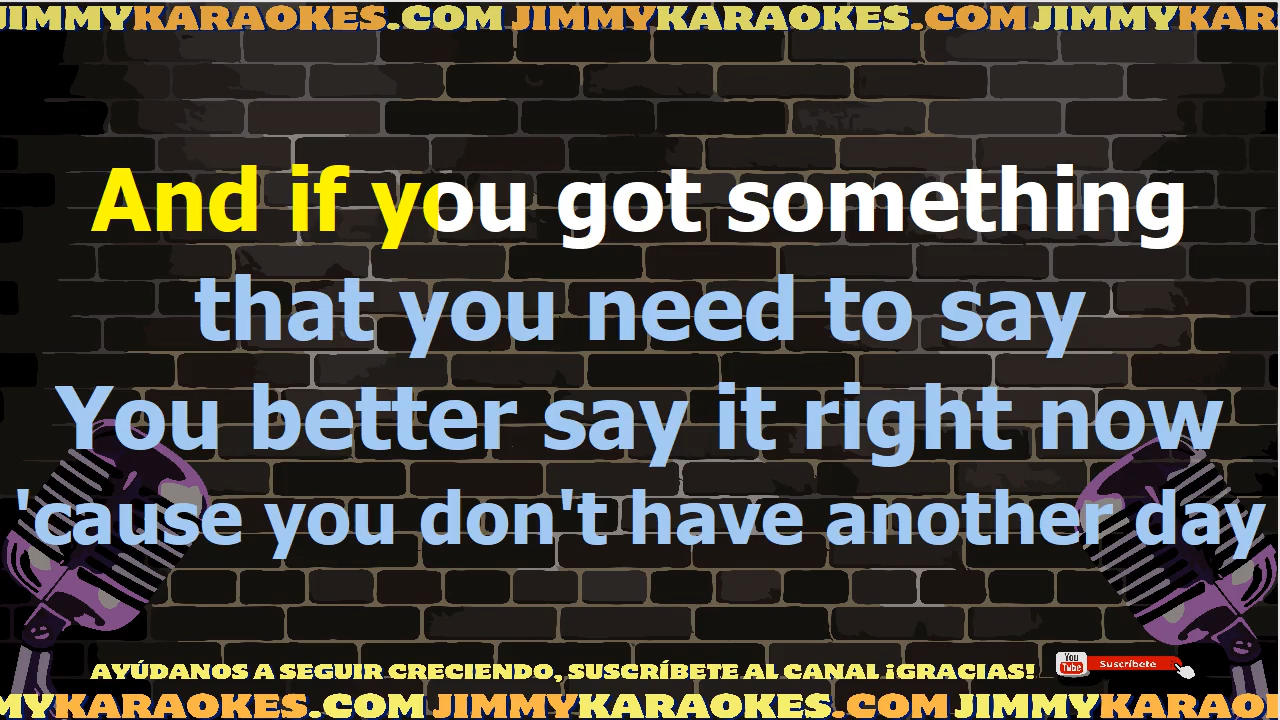 JIMMYKARAOKES.COM JIMMYKARAOKES.COM JIMMYKAR
And if you got something
that you need to say
You better say it right now
'cause you don't have another day
AYÚDANOS A SEGUIR CRECIENDO, SUSCRÍBETE AL CANAL ¡GRACIAS!
You Tube Suscríbete
MYKARAOKES.COM JIMMYKARAOKES.COM JIMMYKARAO